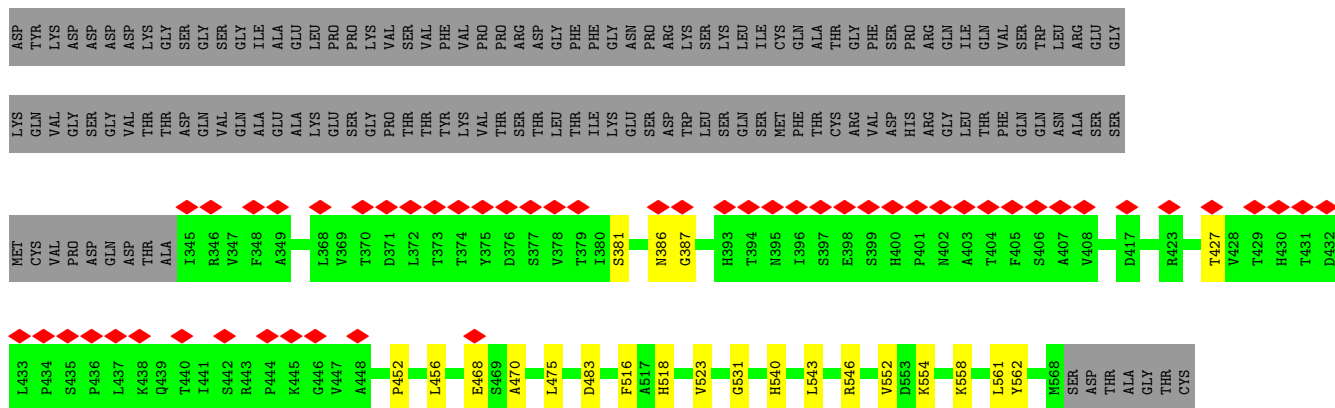 ASP TYR LYS ASP ASP ASP ASP LYS GLY SER GLY SER GLY ILE ALA GLU LEU PRO PRO LYS VAL SER VAL PHE VAL PRO PRO ARG ASP GLY PHE PHE GLY ASN PRO ARG LYS SER LYS LEU ILE CYS GLN ALA THR GLY PHE SER PRO ARG GLN ILE GLN VAL SER TRP LEU ARG GLU GLY
LYS GLN VAL GLY SER GLY VAL THR THR ASP GLN VAL GLN ALA GLU ALA LYS GLU SER GLY PRO THR THR TYR LYS VAL THR SER THR LEU THR ILE LYS GLU SER ASP TRP LEU SER GLN SER MET PHE THR CYS ARG VAL ASP HIS ARG GLY LEU THR PHE GLN GLN ASN ALA SER SER
MET CYS VAL PRO ASP GLN ASP THR ALA I345 R346 V347 F348 A349 L368 V369 T370 D371 L372 T373 T374 Y375 D376 S377 V378 T379 I380 S381 N386 G387 H393 T394 N395 I396 S397 E398 S399 H400 P401 N402 A403 T404 F405 S406 A407 V408 D417 R423 T427 V428 T429 H430 T431 D432
L433 P434 S435 P436 L437 K438 Q439 T440 I441 S442 R443 P444 K445 G446 V447 A448 P452 L456 E468 S469 A470 L475 D483 F516 A517 H518 V523 G531 H540 L543 R546 V552 D553 K554 K558 L561 Y562 M568 SER ASP THR ALA GLY THR CYS